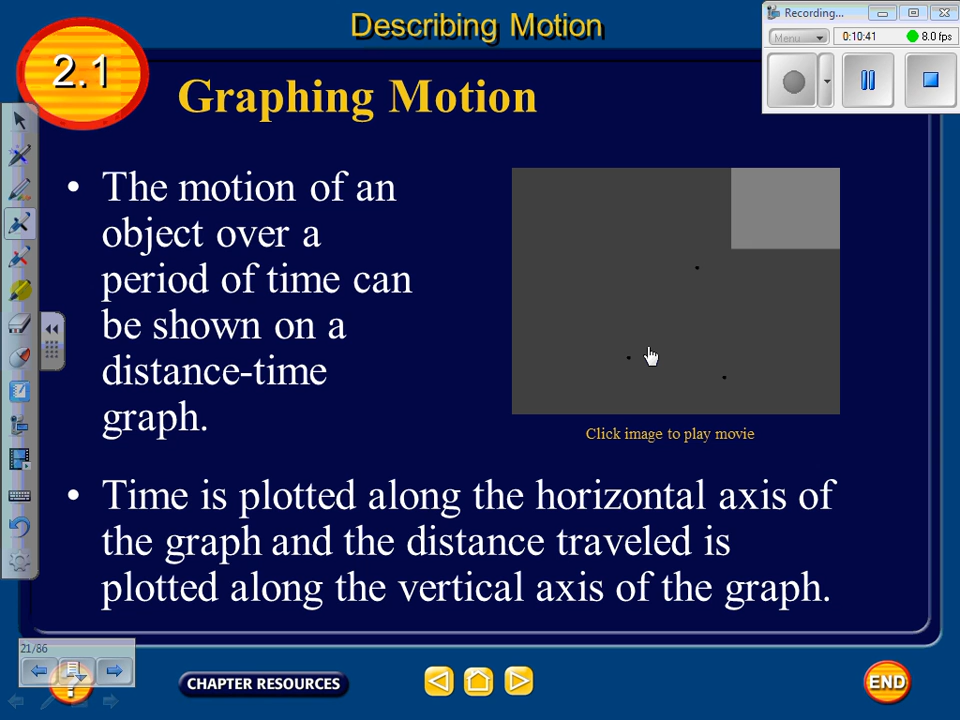 Describing Motion
Recording...
Menu
0:10:41
8.0 fps
2.1
Graphing Motion
• The motion of an
object over a
period of time can
be shown on a
distance-time
graph.
Click image to play movie
• Time is plotted along the horizontal axis of
the graph and the distance traveled is
plotted along the vertical axis of the graph.
21/86
?
CHAPTER RESOURCES
END